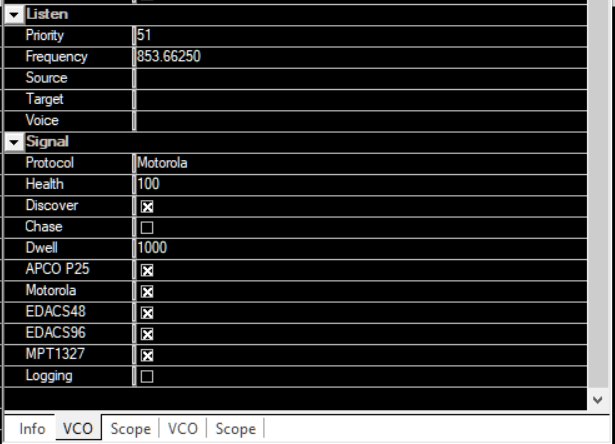 Listen
Priority 51
Frequency 853.66250
Source
Target
Voice
Signal
Protocol Motorola
Health 100
Discover
Chase
Dwell 1000
APCO P25
Motorola
EDACS48
EDACS96
MPT1327
Logging
Info VCO Scope VCO Scope